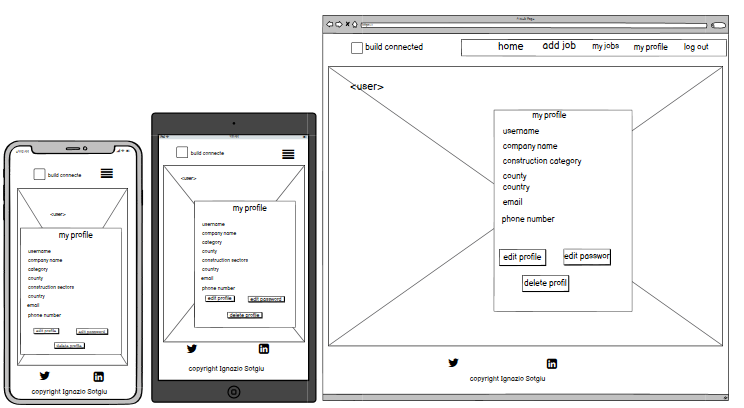 build connecte
<user>
my profile
username
company name
category
county
construction sectors
country
email
phone number
edit profile
edit password
delete profile
copyright Ignazio Sotgiu
build connecte
<user>
my profile
username
company name
category
county
construction sectors
country
email
phone number
edit profile
edit password
delete profile
copyright Ignazio Sotgiu
build connected
home add job my jobs my profile log out
<user>
my profile
username
company name
construction category
county
country
email
phone number
edit profile edit passwor
delete profil
copyright Ignazio Sotgiu